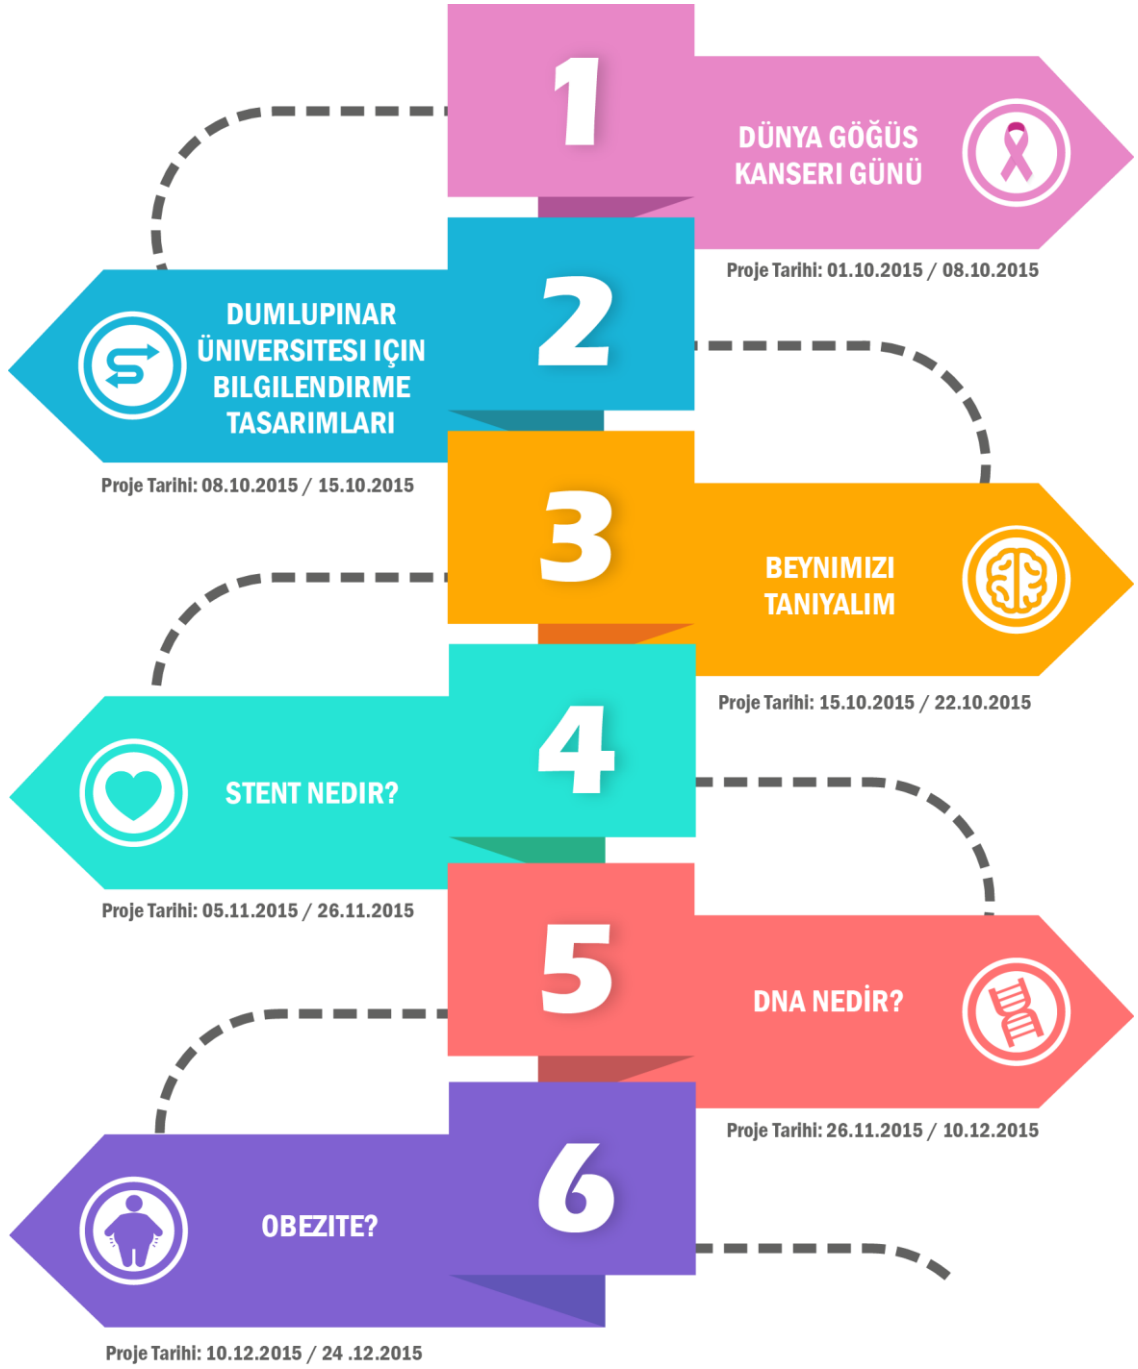 1
DÜNYA GÖĞÜS
KANSERI GÜNÜ
Proje Tarihi: 01.10.2015 / 08.10.2015
2
DUMLUPINAR
ÜNIVERSITESI IÇIN
BILGILENDIRME
TASARIMLARI
Proje Tarihi: 08.10.2015 / 15.10.2015
3
BEYNIMIZI
TANIYALIM
Proje Tarihi: 15.10.2015 / 22.10.2015
4
STENT NEDIR?
Proje Tarihi: 05.11.2015 / 26.11.2015
5
DNA NEDİR?
Proje Tarihi: 26.11.2015 / 10.12.2015
6
OBEZITE?
Proje Tarihi: 10.12.2015 / 24 .12.2015